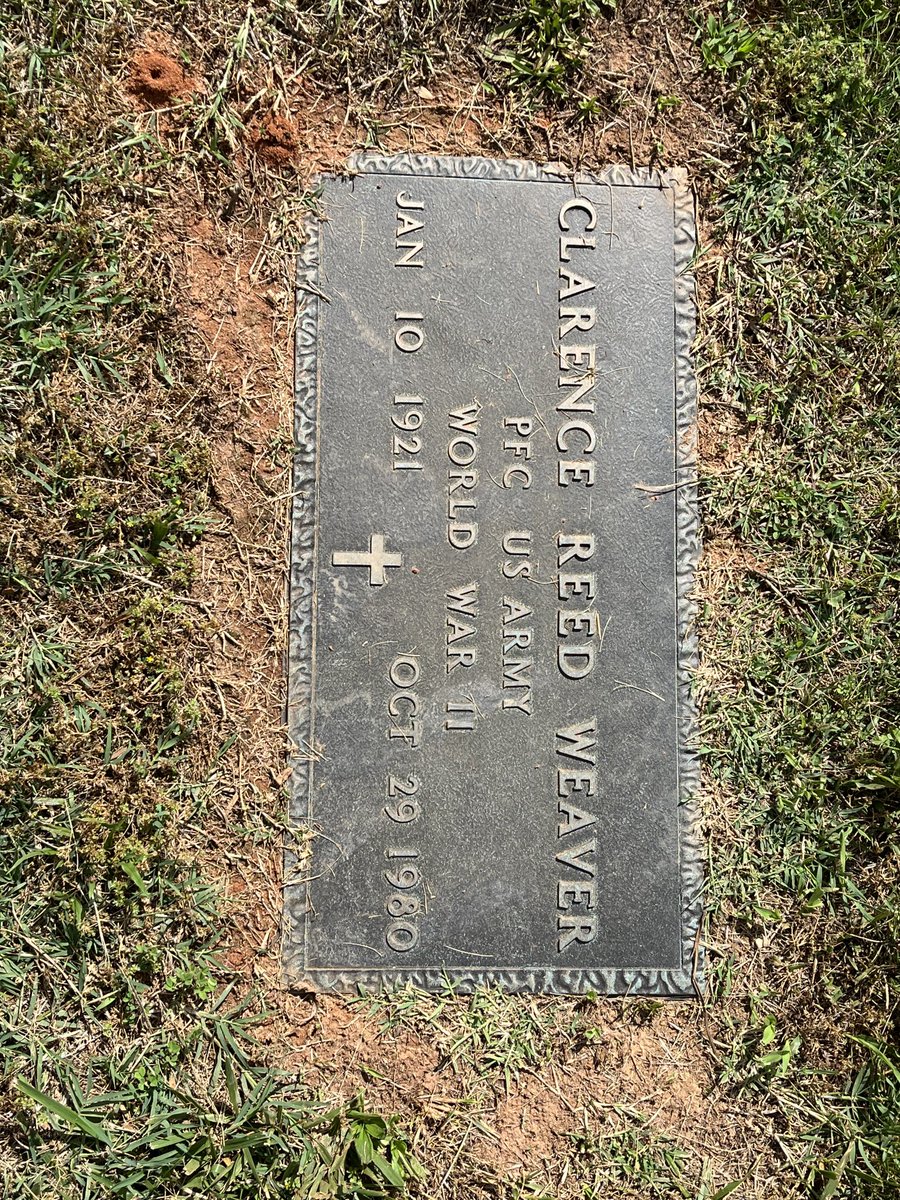 CLARENCE REED WEAVER
PFC US ARMY
WORLD WAR II
JAN 10 1921 OCT 29 1980